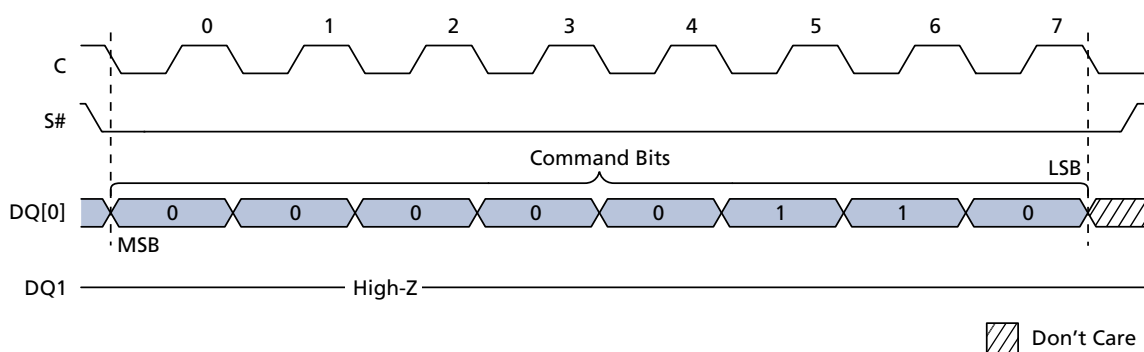 0 1 2 3 4 5 6 7
C
S#
Command Bits
LSB
DQ[0] 0 0 0 0 0 1 1 0
MSB
DQ1 High-Z
Don't Care